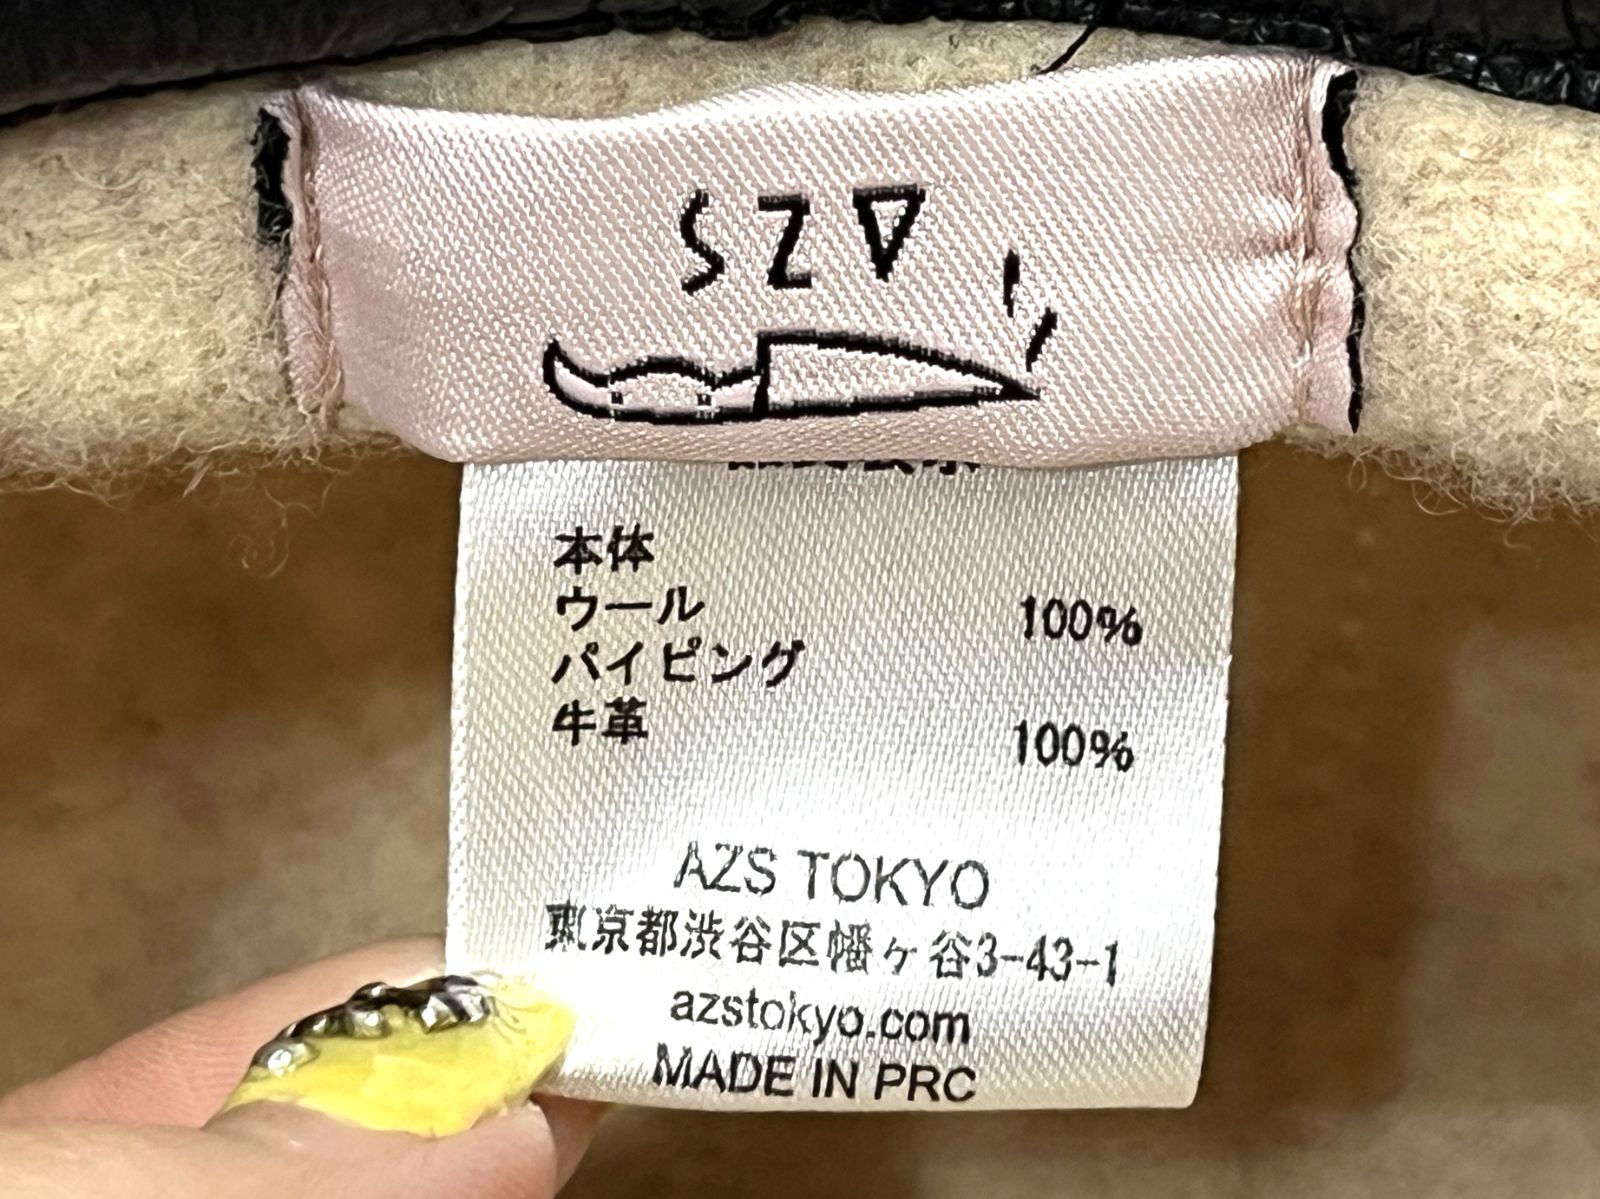 SZA
本体
ウール 100%
パイピング
牛革 100%
AZS TOKYO
東京都渋谷区幡ヶ谷3-43-1
azstokyo.com
MADE IN PRC